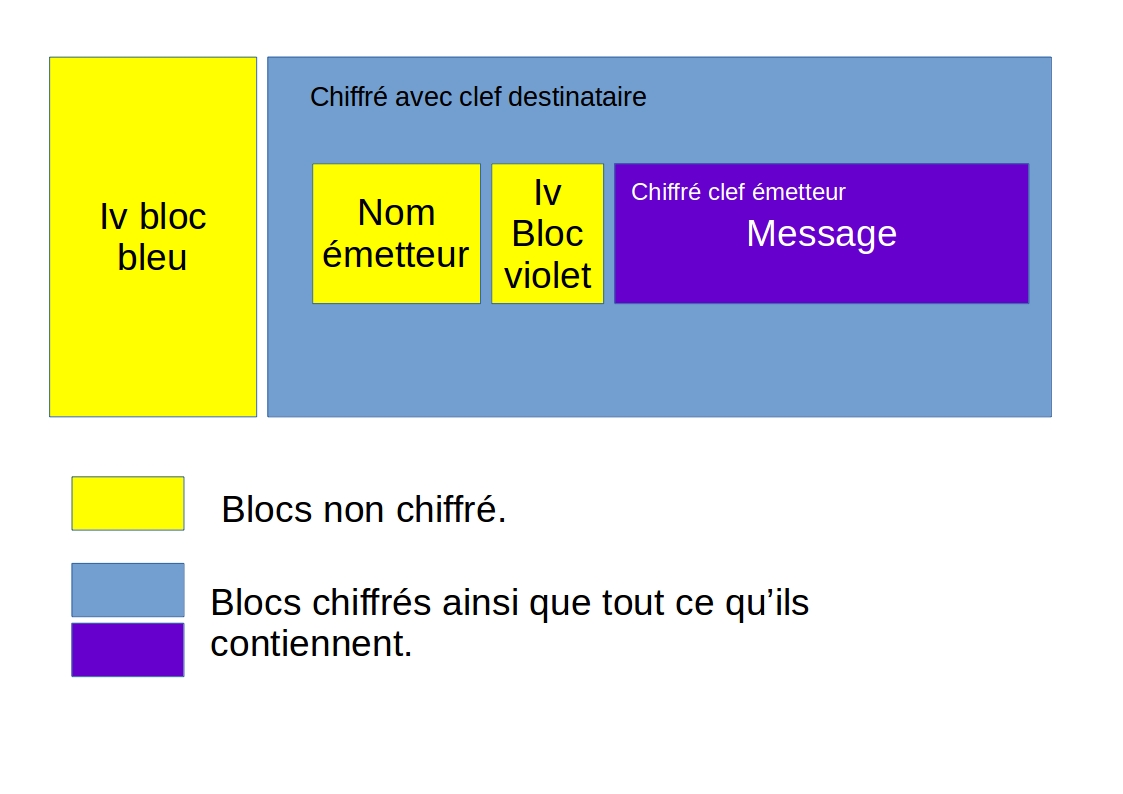 Chiffré avec clef destinataire
Iv bloc
bleu
Nom
émetteur
Iv
Bloc
violet
Chiffré clef émetteur
Message
Blocs non chiffré.
Blocs chiffrés ainsi que tout ce qu’ils
contiennent.